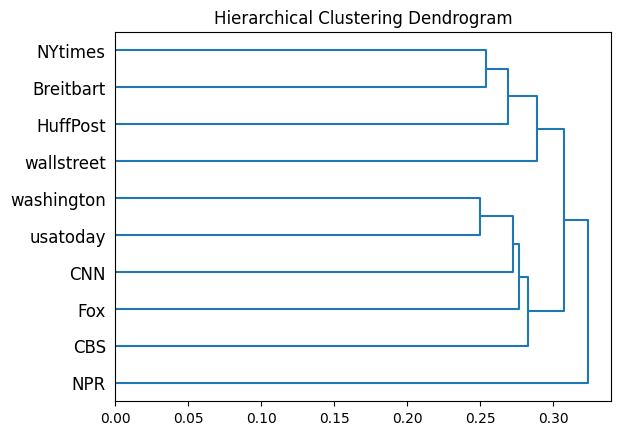 Hierarchical Clustering Dendrogram
NYtimes
Breitbart
HuffPost
wallstreet
washington
usatoday
CNN
Fox
CBS
NPR
0.00 0.05 0.10 0.15 0.20 0.25 0.30